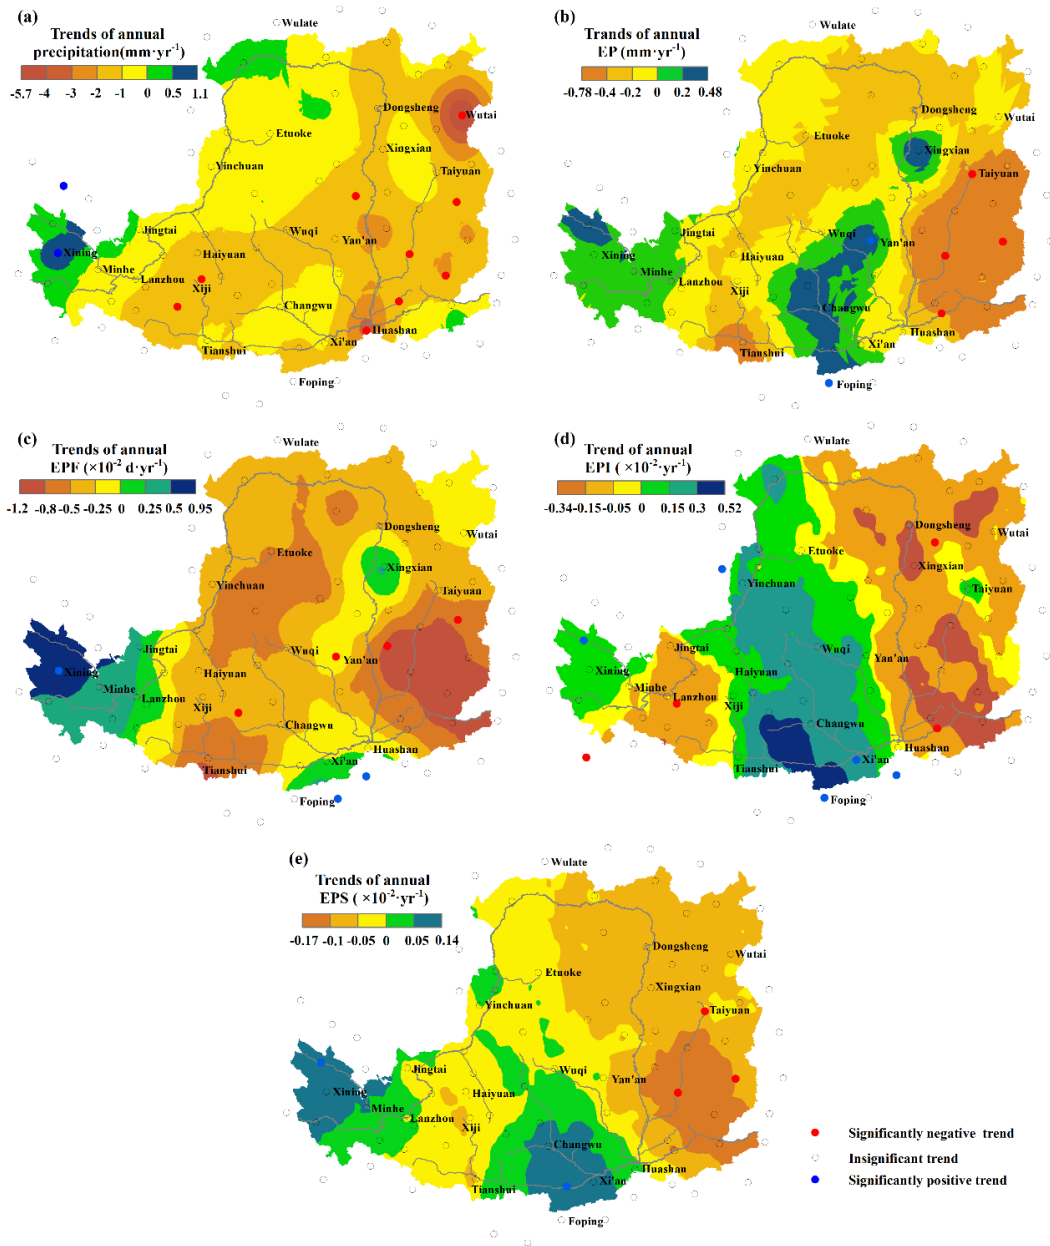 (a)
Trends of annual
precipitation(mm·yr⁻¹)
-5.7 -4 -3 -2 -1 0 0.5 1.1
Wulate
Dongsheng
Wutai
Etuoke
Xingxian
Yinchuan
Taiyuan
Jingtai
Wuqi
Yan'an
Xining
Haiyuan
Minhe
Lanzhou
Xiji
Changwu
Huashan
Tianshui
Xi'an
Foping
(b)
Trands of annual
EP (mm·yr⁻¹)
-0.78 -0.4 -0.2 0 0.2 0.48
Dongsheng
Wutai
Etuoke
Xingxian
Yinchuan
Taiyuan
Jingtai
Wuqi
Yan'an
Xining
Haiyuan
Minhe
Lanzhou
Xiji
Changwu
Huashan
Tianshui
Xi'an
Foping
(c)
Trends of annual
EPF (×10⁻² d·yr⁻¹)
-1.2 -0.8 -0.5 -0.25 0 0.25 0.5 0.95
Wulate
Dongsheng
Wutai
Etuoke
Xingxian
Yinchuan
Taiyuan
Jingtai
Wuqi
Yan'an
Xining
Haiyuan
Minhe
Lanzhou
Xiji
Changwu
Huashan
Tianshui
Xi'an
Foping
(d)
Trend of annual
EPI (×10⁻²·yr⁻¹)
-0.34 -0.15 -0.05 0 0.15 0.3 0.52
Wulate
Dongsheng
Wutai
Etuoke
Xingxian
Yinchuan
Taiyuan
Jingtai
Wuqi
Yan'an
Xining
Haiyuan
Minhe
Lanzhou
Xiji
Changwu
Huashan
Tianshui
Xi'an
Foping
(e)
Trends of annual
EPS (×10⁻²·yr⁻¹)
-0.17 -0.1 -0.05 0 0.05 0.14
Wulate
Dongsheng
Wutai
Etuoke
Xingxian
Yinchuan
Taiyuan
Jingtai
Wuqi
Yan'an
Xining
Haiyuan
Minhe
Lanzhou
Xiji
Changwu
Huashan
Tianshui
Xi'an
Foping
Significantly negative trend
Insignificant trend
Significantly positive trend